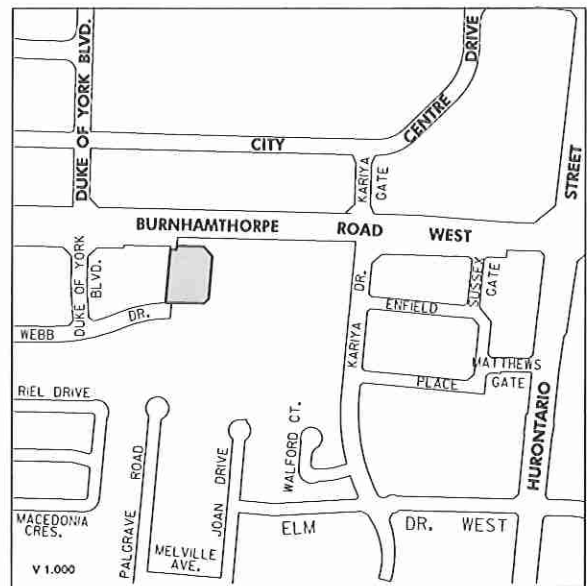 DUKE OF YORK BLVD.
CITY
CENTRE
DRIVE
KARIYA
GATE
STREET
BURNHAMTHORPE ROAD WEST
DUKE OF YORK
BLVD.
WEBB
DR.
KARIYA
DR.
ENFIELD
SUSSEX
GATE
PLACE
MATTHEWS
GATE
HURONTARIO
RIEL DRIVE
MACEDONIA
CRES.
PALGRAVE
ROAD
JOAN DRIVE
WALFORD CT.
MELVILLE
AVE.
ELM DR. WEST
V 1.000